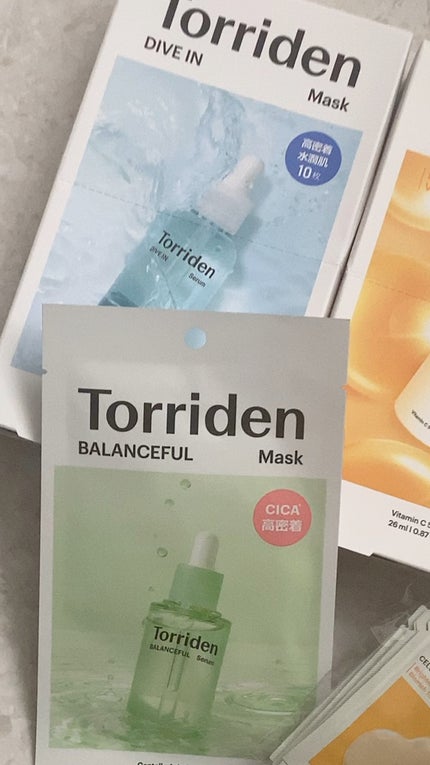 Torriden
DIVE IN
Mask
高密着
水潤肌
10枚
Torriden
DIVE IN
Serum
Torriden
BALANCEFUL
Mask
CICA
高密着
Torriden
BALANCEFUL
Serum
Vitamin C
26 ml | 0.87